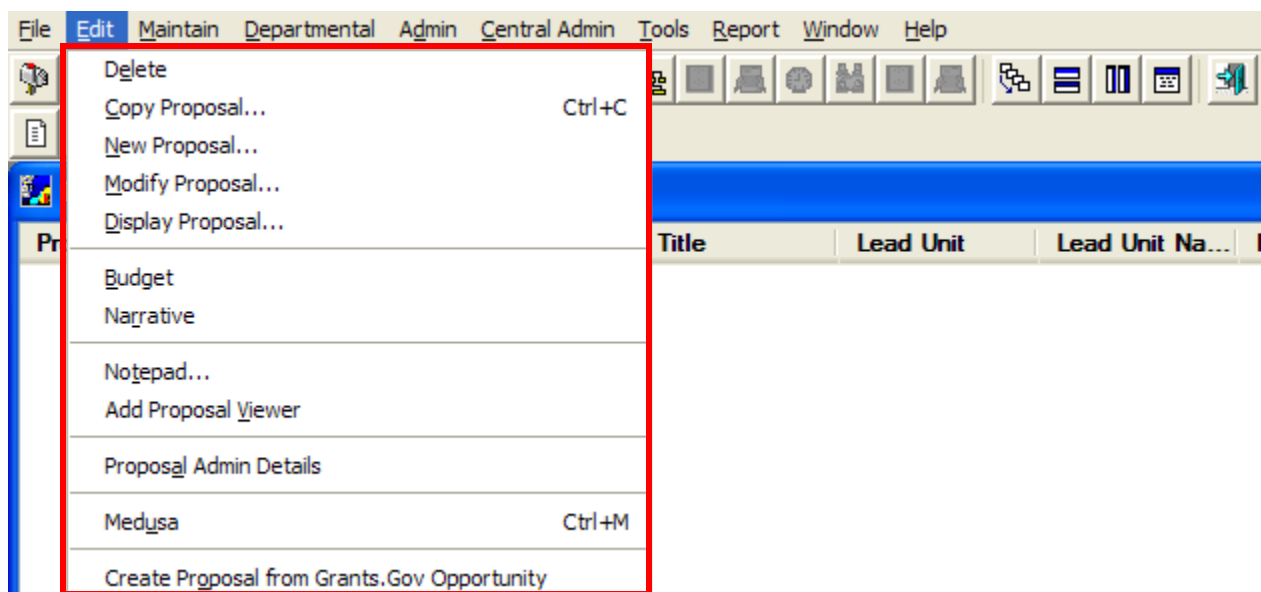 File Edit Maintain Departmental Admin Central Admin Tools Report Window Help
Delete
Copy Proposal... Ctrl+C
New Proposal...
Modify Proposal...
Display Proposal...
Pr Title Lead Unit Lead Unit Na...
Budget
Narrative
Notepad...
Add Proposal Viewer
Proposal Admin Details
Medusa Ctrl+M
Create Proposal from Grants.Gov Opportunity